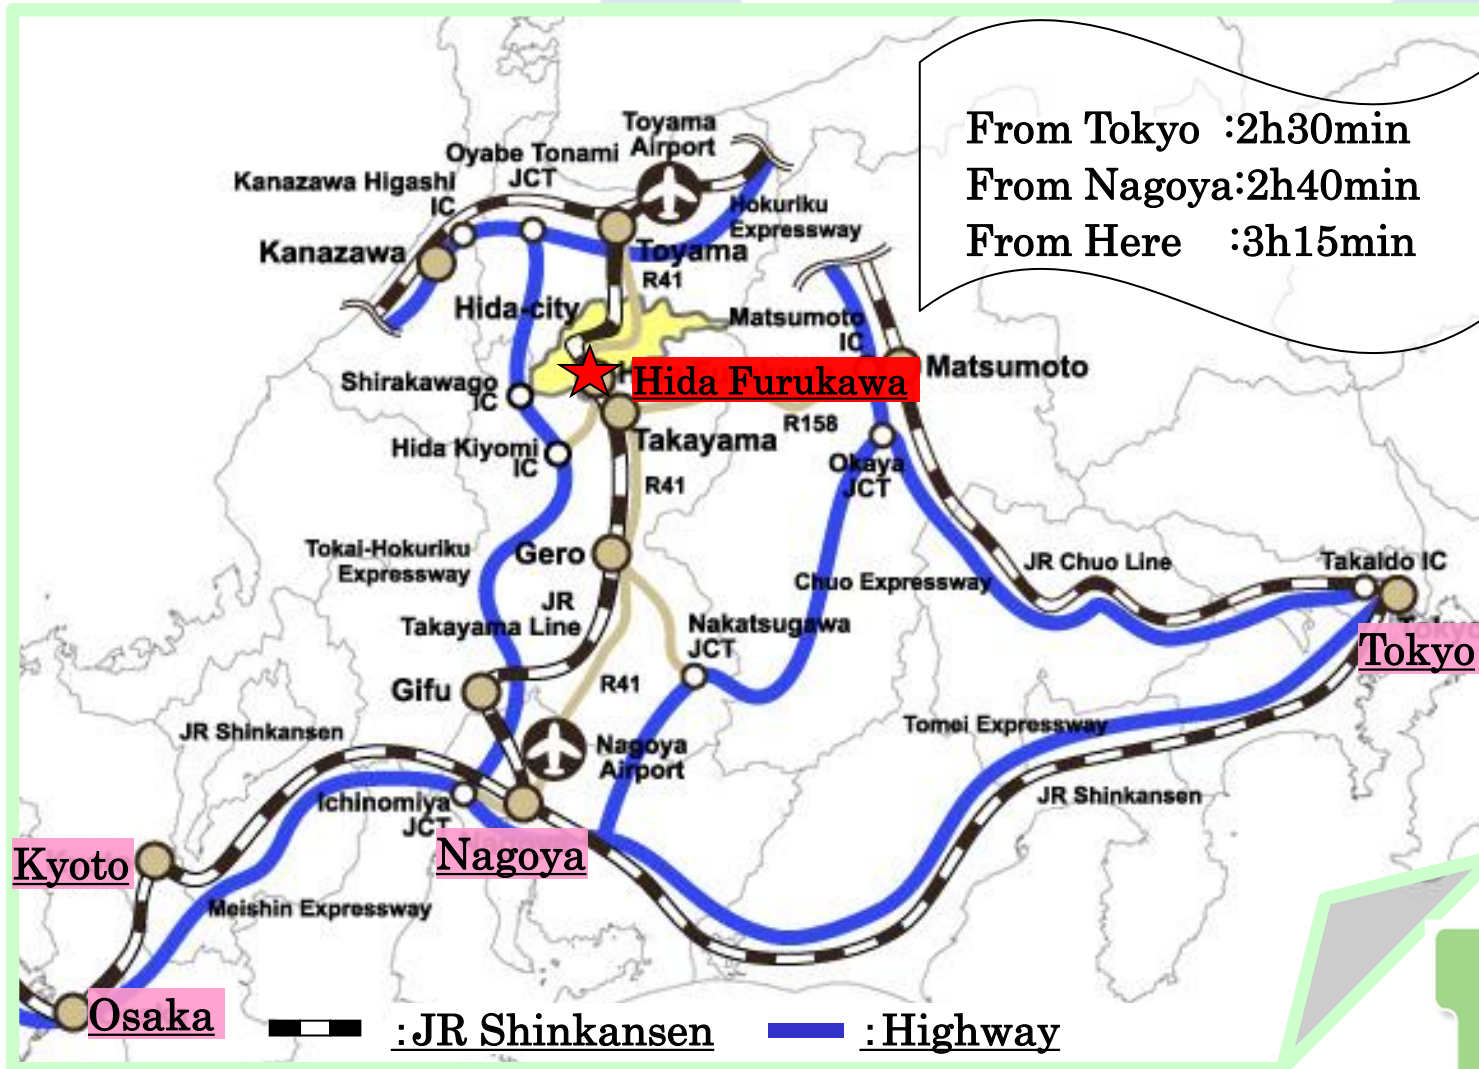 From Tokyo :2h30min
From Nagoya:2h40min
From Here :3h15min
Toyama
Airport
Oyabe Tonami
JCT
Kanazawa Higashi
IC
Hokuriku
Expressway
Kanazawa
Toyama
R41
Hida-city
Matsumoto
IC
Shirakawago
IC
Hida Furukawa
Matsumoto
R158
Hida Kiyomi
IC
Takayama
Okaya
JCT
R41
Tokai-Hokuriku
Expressway
Gero
Chuo Expressway
JR Chuo Line
Takaido IC
JR
Takayama Line
Nakatsugawa
JCT
Tokyo
Gifu
R41
JR Shinkansen
Nagoya
Airport
Tomei Expressway
Ichinomiya
JCT
JR Shinkansen
Nagoya
Kyoto
Meishin Expressway
Osaka
:JR Shinkansen
:Highway